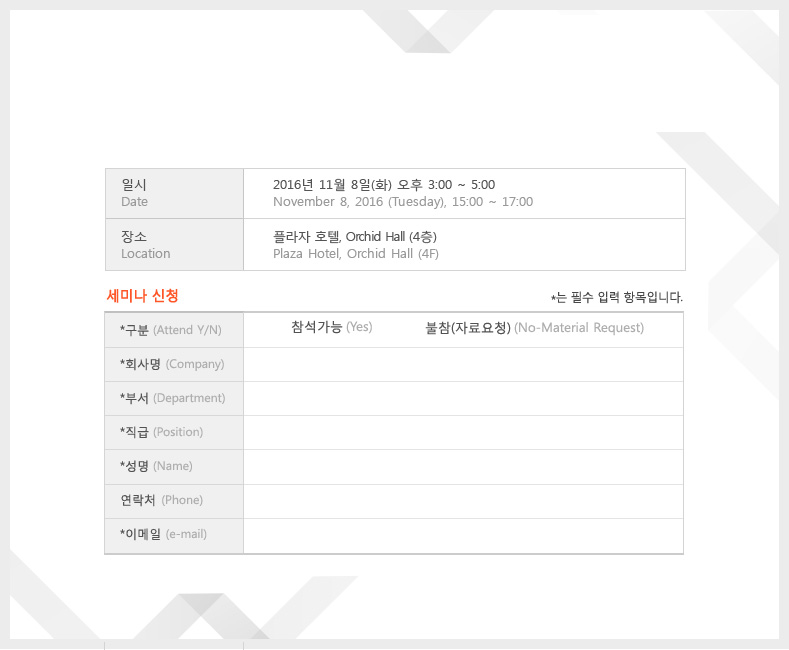 일시 2016년 11월 8일(화) 오후 3:00 ~ 5:00
Date November 8, 2016 (Tuesday), 15:00 ~ 17:00
장소 플라자 호텔, Orchid Hall (4층)
Location Plaza Hotel, Orchid Hall (4F)
세미나 신청 *는 필수 입력 항목입니다.
*구분 (Attend Y/N) 참석가능 (Yes) 불참(자료요청) (No-Material Request)
*회사명 (Company)
*부서 (Department)
*직급 (Position)
*성명 (Name)
연락처 (Phone)
*이메일 (e-mail)